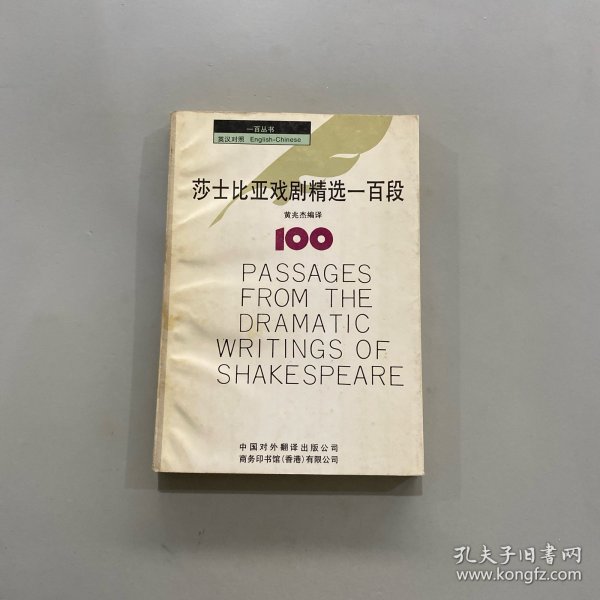 一百丛书
英汉对照 English-Chinese
莎士比亚戏剧精选一百段
黄兆杰编译
100
PASSAGES
FROM THE
DRAMATIC
WRITINGS OF
SHAKESPEARE
中国对外翻译出版公司
商务印书馆(香港)有限公司
孔夫子旧书网
www.kongfz.com